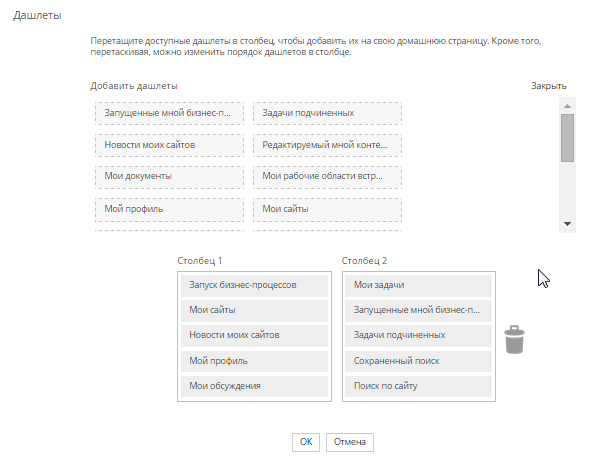 Дашлеты
Перетащите доступные дашлеты в столбец, чтобы добавить их на свою домашнюю страницу. Кроме того,
перетаскивая, можно изменить порядок дашлетов в столбце.
Добавить дашлеты Закрыть
Запущенные мной бизнес-п... Задачи подчиненных
Новости моих сайтов Редактируемый мной конте...
Мои документы Мои рабочие области встр...
Мой профиль Мои сайты
Столбец 1 Столбец 2
Запуск бизнес-процессов Мои задачи
Мои сайты Запущенные мной бизнес-п...
Новости моих сайтов Задачи подчиненных
Мой профиль Сохраненный поиск
Мои обсуждения Поиск по сайту
OK Отмена